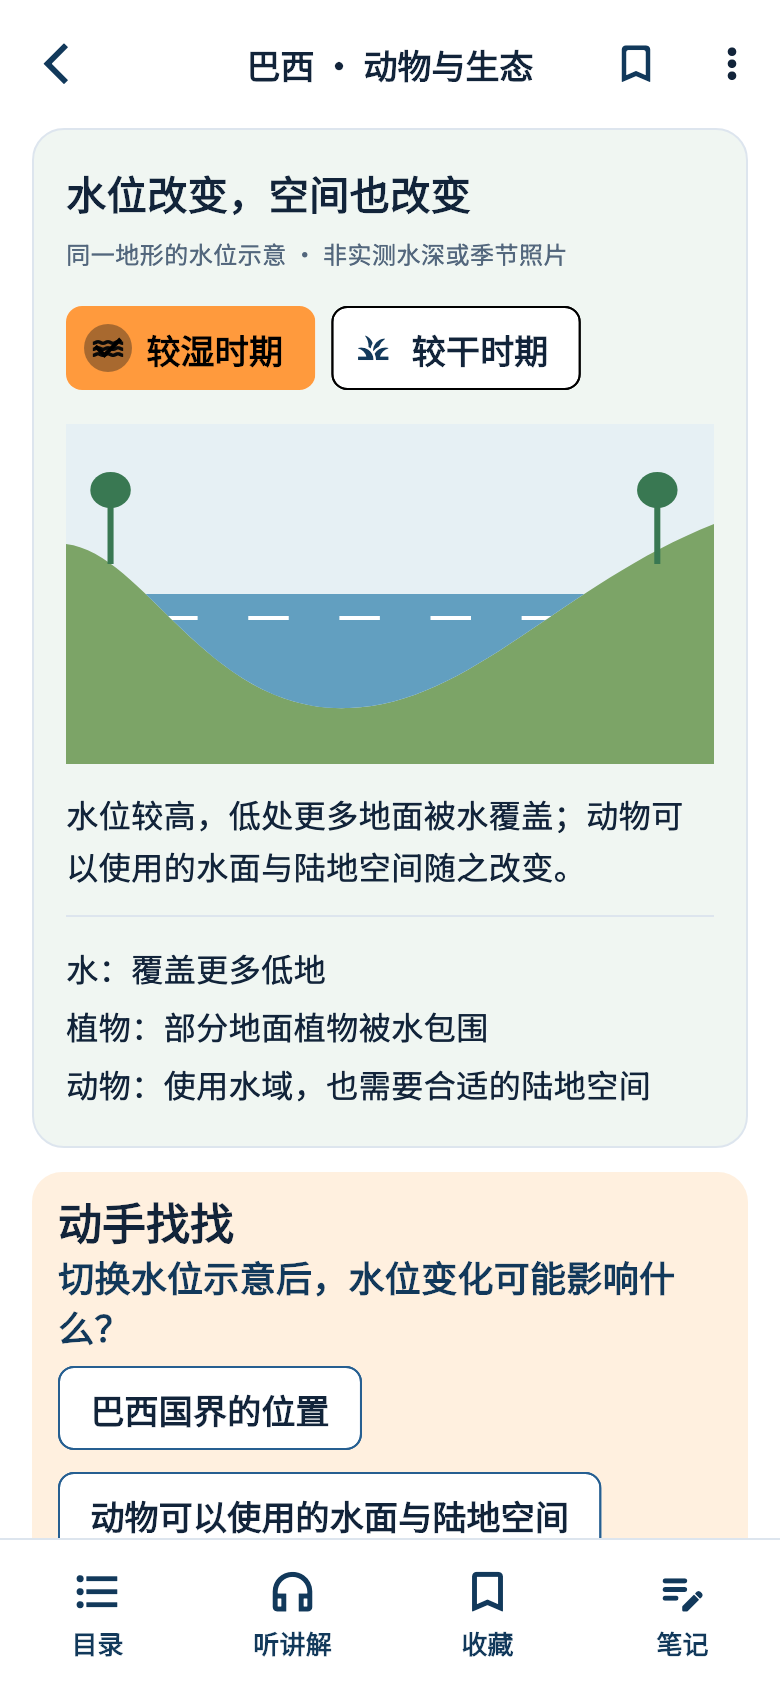 巴西 · 动物与生态
水位改变，空间也改变
同一地形的水位示意 · 非实测水深或季节照片
较湿时期
较干时期
水位较高，低处更多地面被水覆盖；动物可
以使用的水面与陆地空间随之改变。
水：覆盖更多低地
植物：部分地面植物被水包围
动物：使用水域，也需要合适的陆地空间
动手找找
切换水位示意后，水位变化可能影响什
么？
巴西国界的位置
动物可以使用的水面与陆地空间
目录
听讲解
收藏
笔记